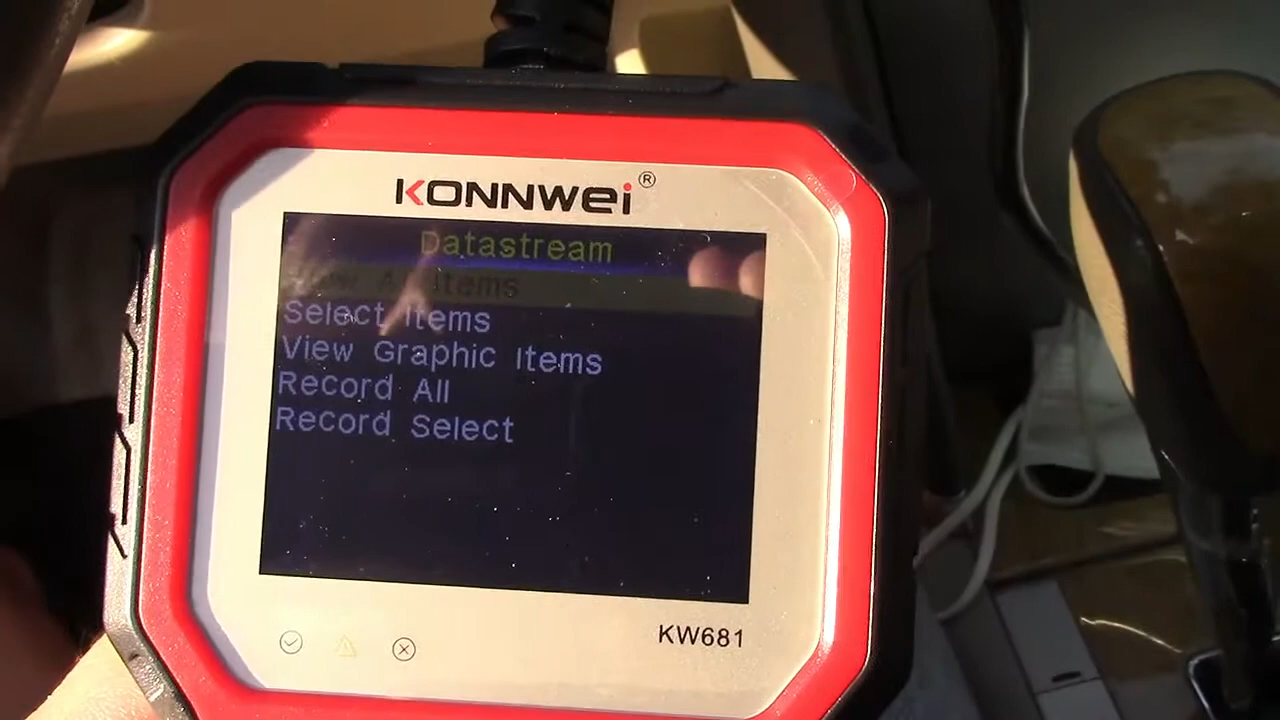 KONNWEI®
Datastream
View All Items
Select Items
View Graphic Items
Record All
Record Select
KW681